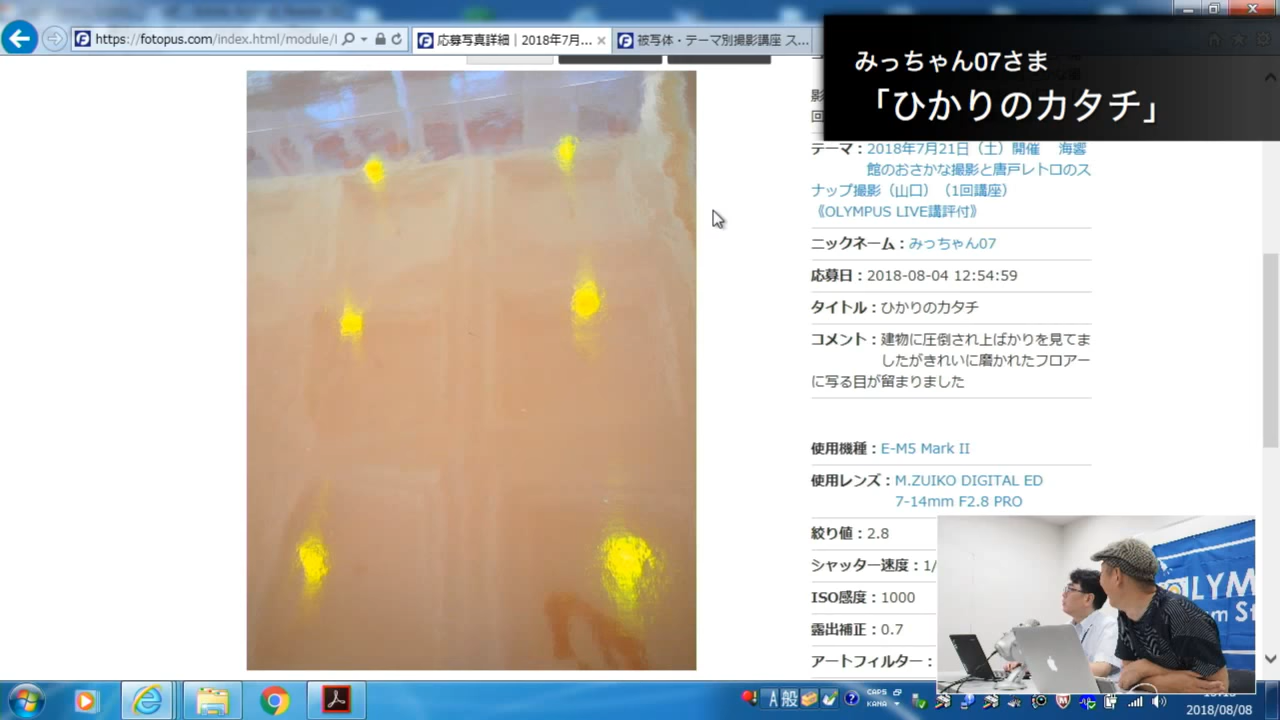 https://fotopus.com/index.html/module/
応募写真詳細｜2018年7月...
被写体・テーマ別撮影講座 ス...
みっちゃん07さま
「ひかりのカタチ」
テーマ：2018年7月21日（土）開催　海響
館のおさかな撮影と唐戸レトロのス
ナップ撮影（山口）（1回講座）
《OLYMPUS LIVE講評付》
ニックネーム：みっちゃん07
応募日：2018-08-04 12:54:59
タイトル：ひかりのカタチ
コメント：建物に圧倒され上ばかりを見てま
したがきれいに磨かれたフロアー
に写る目が留まりました
使用機種：E-M5 Mark II
使用レンズ：M.ZUIKO DIGITAL ED
7-14mm F2.8 PRO
絞り値：2.8
シャッター速度：1/
ISO感度：1000
露出補正：0.7
アートフィルター：
OLYM
um St
A 般
CAPS
KANA
2018/08/08